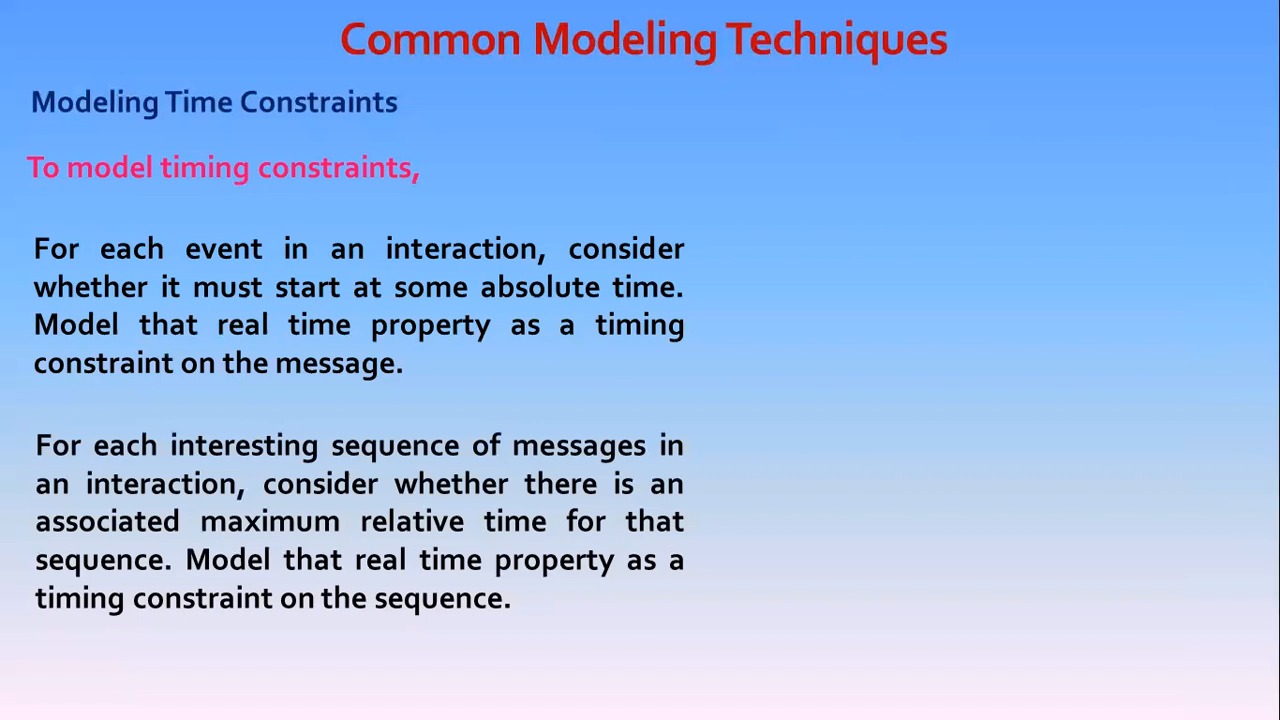 Common Modeling Techniques
Modeling Time Constraints
To model timing constraints,
For each event in an interaction, consider
whether it must start at some absolute time.
Model that real time property as a timing
constraint on the message.
For each interesting sequence of messages in
an interaction, consider whether there is an
associated maximum relative time for that
sequence. Model that real time property as a
timing constraint on the sequence.